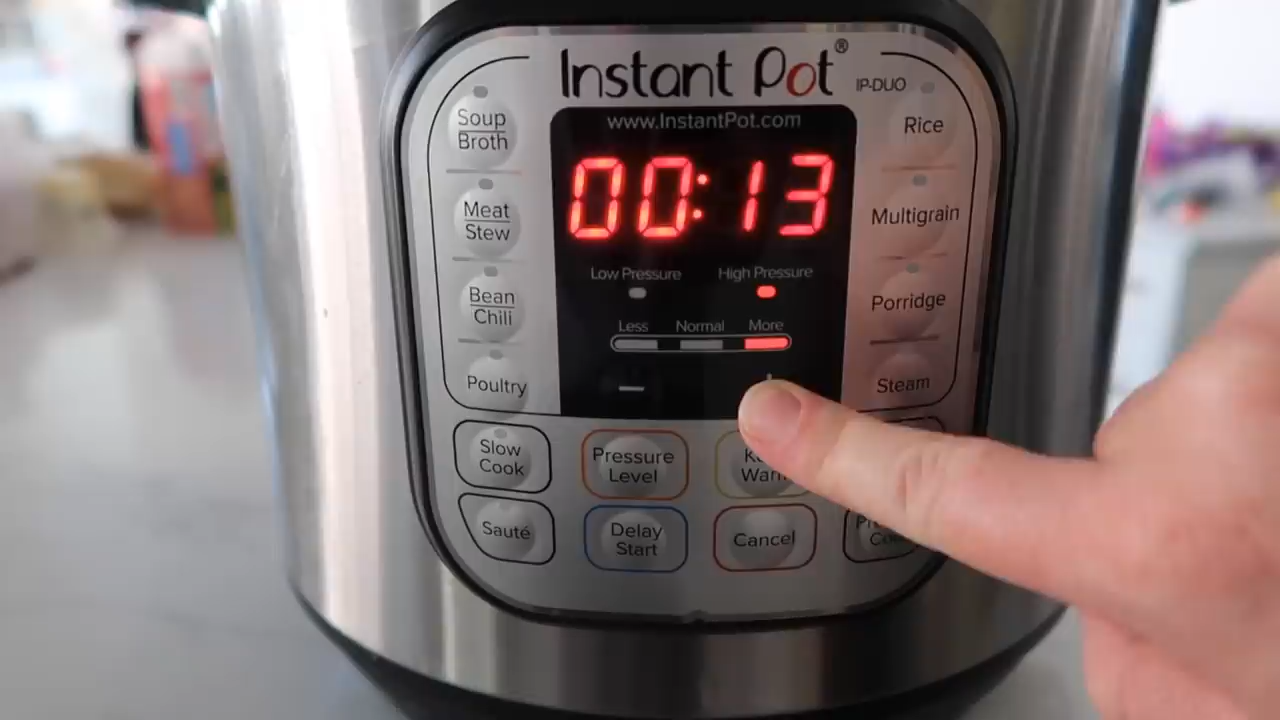 Instant Pot®
IP-DUO
www.InstantPot.com
Soup
Broth
Rice
00:13
Meat
Stew
Multigrain
Low Pressure High Pressure
Bean
Chili
Porridge
Less Normal More
Poultry
−
Steam
Slow
Cook
Pressure
Level
Sauté
Delay
Start
Cancel